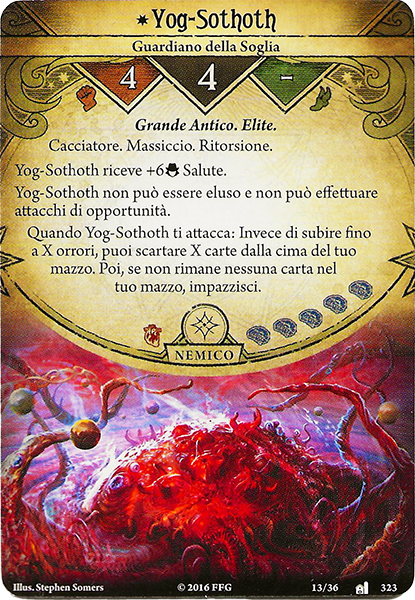 Yog-Sothoth
Guardiano della Soglia
4 4 –
Grande Antico. Elite.
Cacciatore. Massiccio. Ritorsione.
Yog-Sothoth riceve +6 Salute.
Yog-Sothoth non può essere eluso e non può effettuare
attacchi di opportunità.
Quando Yog-Sothoth ti attacca: Invece di subire fino
a X orrori, puoi scartare X carte dalla cima del tuo
mazzo. Poi, se non rimane nessuna carta nel
tuo mazzo, impazzisci.
NEMICO
Illus. Stephen Somers © 2016 FFG 13/36 323